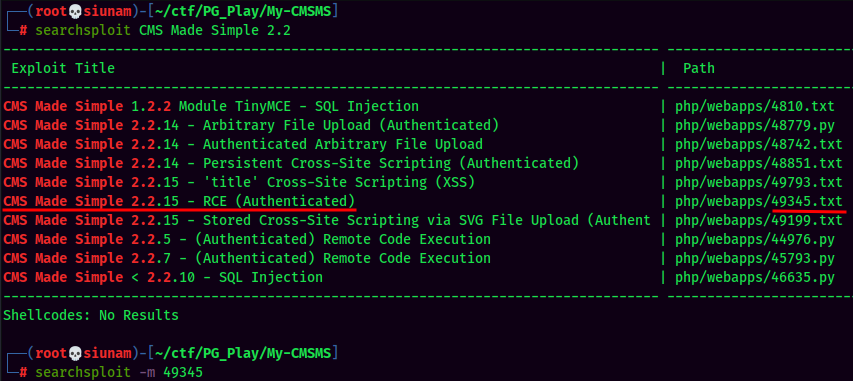 ┌──(root💀siunam)-[~/ctf/PG_Play/My-CMSMS]
└─# searchsploit CMS Made Simple 2.2
---------------------------------------------------------------------------------- ---------------------------------
 Exploit Title | Path
---------------------------------------------------------------------------------- ---------------------------------
CMS Made Simple 1.2.2 Module TinyMCE - SQL Injection | php/webapps/4810.txt
CMS Made Simple 2.2.14 - Arbitrary File Upload (Authenticated) | php/webapps/48779.py
CMS Made Simple 2.2.14 - Authenticated Arbitrary File Upload | php/webapps/48742.txt
CMS Made Simple 2.2.14 - Persistent Cross-Site Scripting (Authenticated) | php/webapps/48851.txt
CMS Made Simple 2.2.15 - 'title' Cross-Site Scripting (XSS) | php/webapps/49793.txt
CMS Made Simple 2.2.15 - RCE (Authenticated) | php/webapps/49345.txt
CMS Made Simple 2.2.15 - Stored Cross-Site Scripting via SVG File Upload (Authent | php/webapps/49199.txt
CMS Made Simple 2.2.5 - (Authenticated) Remote Code Execution | php/webapps/44976.py
CMS Made Simple 2.2.7 - (Authenticated) Remote Code Execution | php/webapps/45793.py
CMS Made Simple < 2.2.10 - SQL Injection | php/webapps/46635.py
---------------------------------------------------------------------------------- ---------------------------------
Shellcodes: No Results
┌──(root💀siunam)-[~/ctf/PG_Play/My-CMSMS]
└─# searchsploit -m 49345